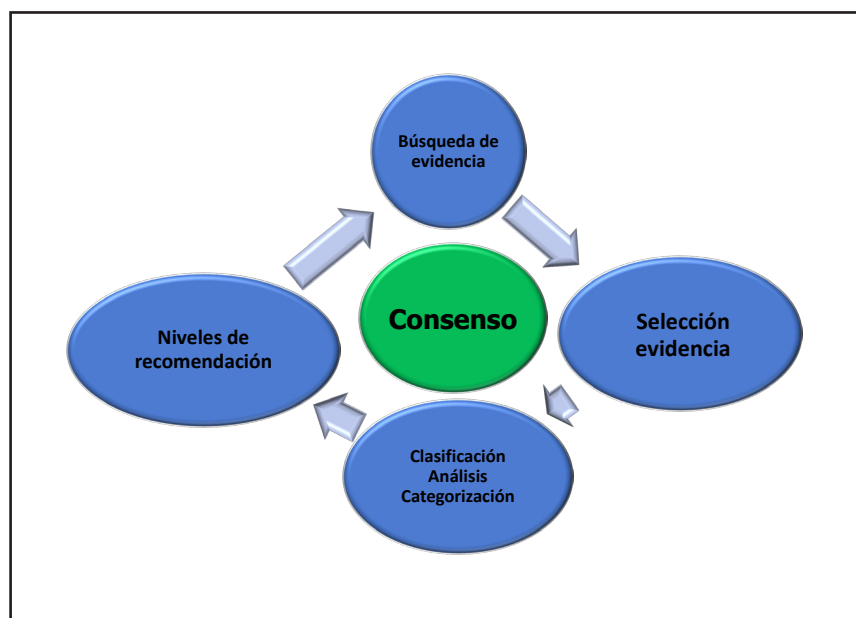 Búsqueda de
evidencia
Consenso
Selección
evidencia
Niveles de
recomendación
Clasificación
Análisis
Categorización